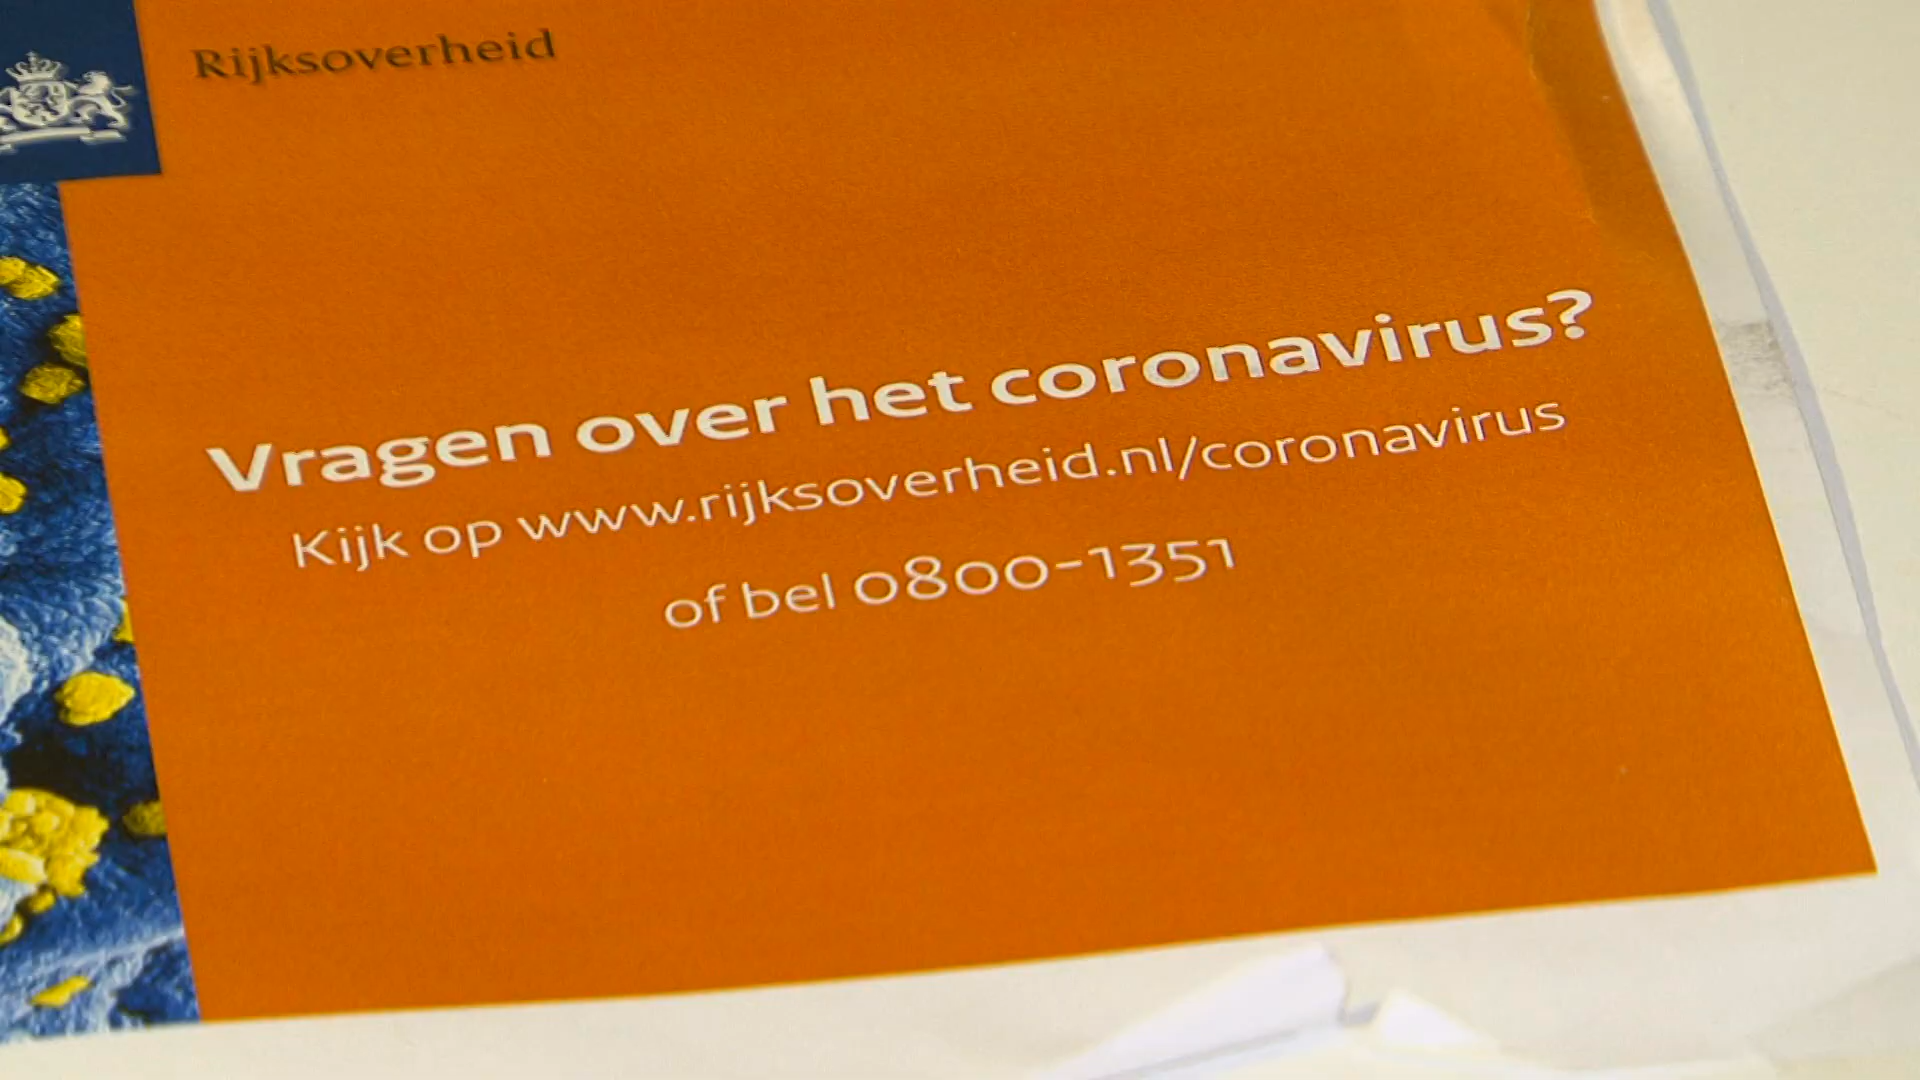 Rijksoverheid
Vragen over het coronavirus?
Kijk op www.rijksoverheid.nl/coronavirus
of bel 0800-1351